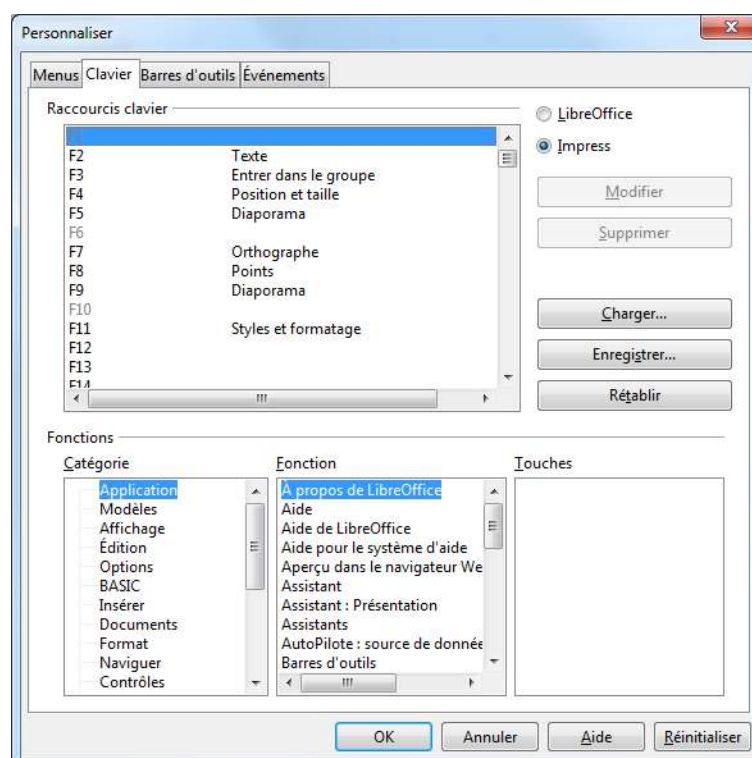 Personnaliser
Menus Clavier Barres d'outils Événements
Raccourcis clavier
F1
F2 Texte
F3 Entrer dans le groupe
F4 Position et taille
F5 Diaporama
F6
F7 Orthographe
F8 Points
F9 Diaporama
F10
F11 Styles et formatage
F12
F13
F14
LibreOffice
Impress
Modifier
Supprimer
Charger...
Enregistrer...
Rétablir
Fonctions
Catégorie
Application
Modèles
Affichage
Édition
Options
BASIC
Insérer
Documents
Format
Naviguer
Contrôles
Fonction
À propos de LibreOffice
Aide
Aide de LibreOffice
Aide pour le système d'aide
Aperçu dans le navigateur We
Assistant
Assistant : Présentation
Assistants
AutoPilote : source de donnée
Barres d'outils
Touches
OK Annuler Aide Réinitialiser